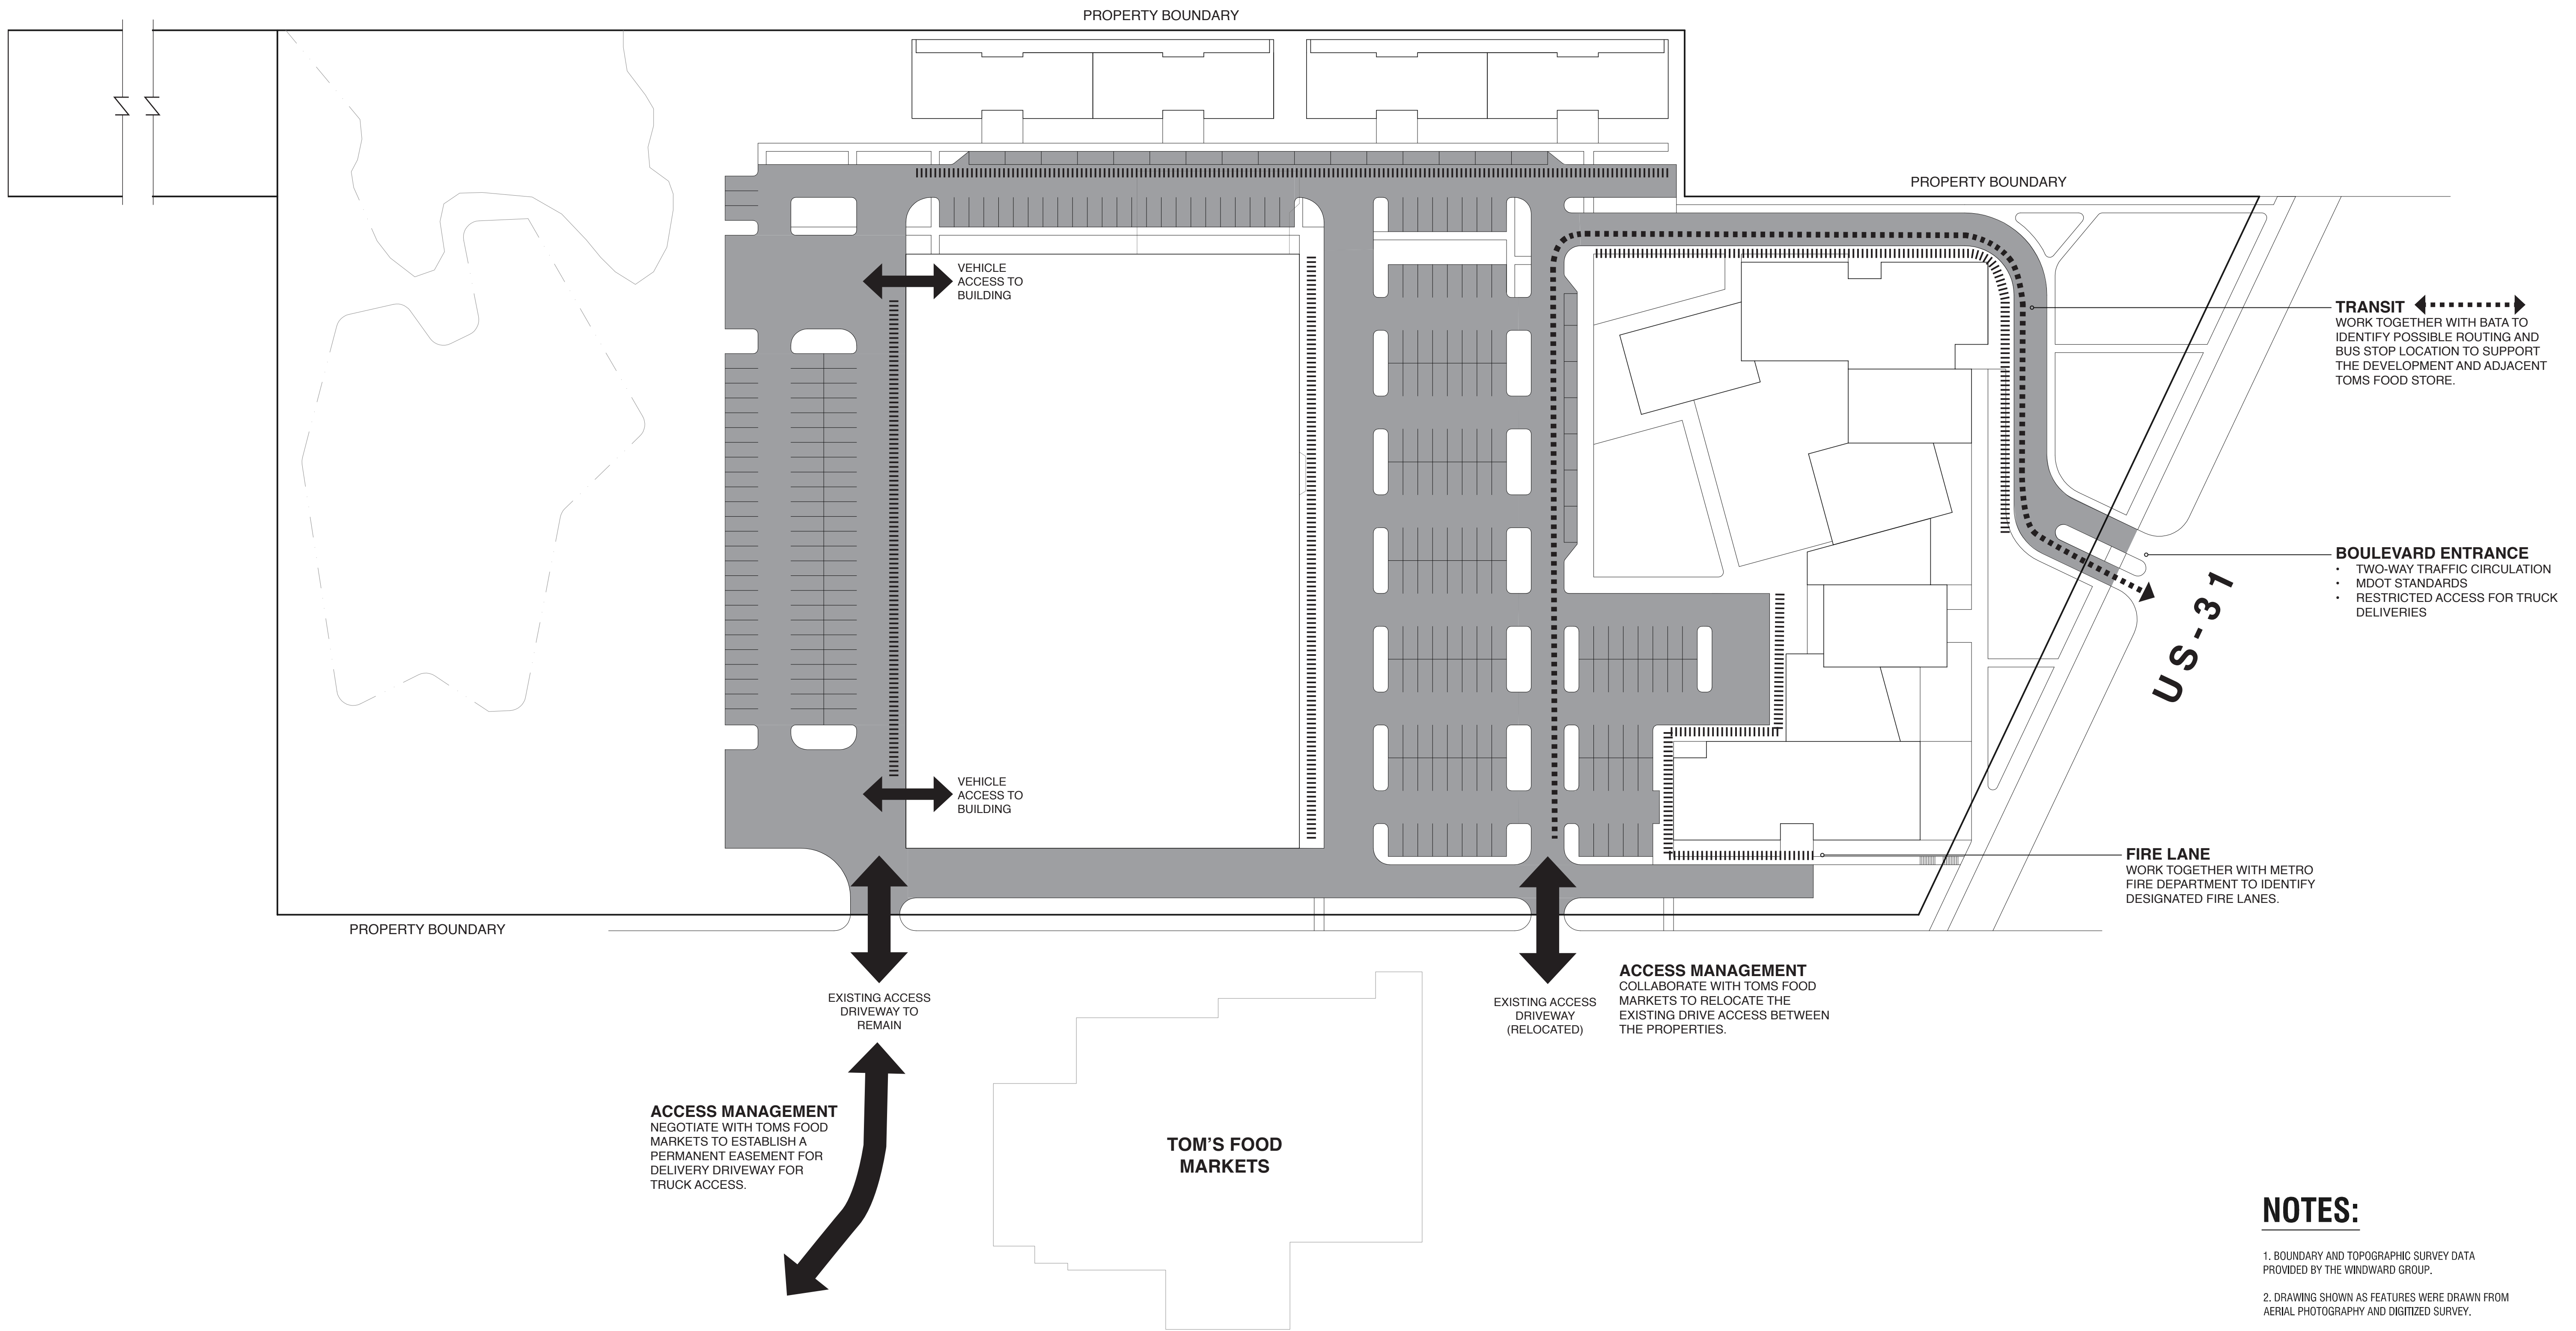 PROPERTY BOUNDARY
PROPERTY BOUNDARY
VEHICLE
ACCESS TO
BUILDING
TRANSIT
WORK TOGETHER WITH BATA TO
IDENTIFY POSSIBLE ROUTING AND
BUS STOP LOCATION TO SUPPORT
THE DEVELOPMENT AND ADJACENT
TOMS FOOD STORE.
BOULEVARD ENTRANCE
• TWO-WAY TRAFFIC CIRCULATION
• MDOT STANDARDS
• RESTRICTED ACCESS FOR TRUCK
DELIVERIES
US-31
VEHICLE
ACCESS TO
BUILDING
FIRE LANE
WORK TOGETHER WITH METRO
FIRE DEPARTMENT TO IDENTIFY
DESIGNATED FIRE LANES.
PROPERTY BOUNDARY
EXISTING ACCESS
DRIVEWAY TO
REMAIN
EXISTING ACCESS
DRIVEWAY
(RELOCATED)
ACCESS MANAGEMENT
COLLABORATE WITH TOMS FOOD
MARKETS TO RELOCATE THE
EXISTING DRIVE ACCESS BETWEEN
THE PROPERTIES.
ACCESS MANAGEMENT
NEGOTIATE WITH TOMS FOOD
MARKETS TO ESTABLISH A
PERMANENT EASEMENT FOR
DELIVERY DRIVEWAY FOR
TRUCK ACCESS.
TOM'S FOOD
MARKETS
NOTES:
1. BOUNDARY AND TOPOGRAPHIC SURVEY DATA
PROVIDED BY THE WINDWARD GROUP.
2. DRAWING SHOWN AS FEATURES WERE DRAWN FROM
AERIAL PHOTOGRAPHY AND DIGITIZED SURVEY.